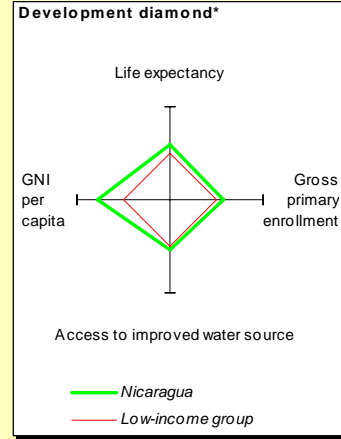 Development diamond*
Life expectancy
GNI
per
capita
Gross
primary
enrollment
Access to improved water source
Nicaragua
Low-income group